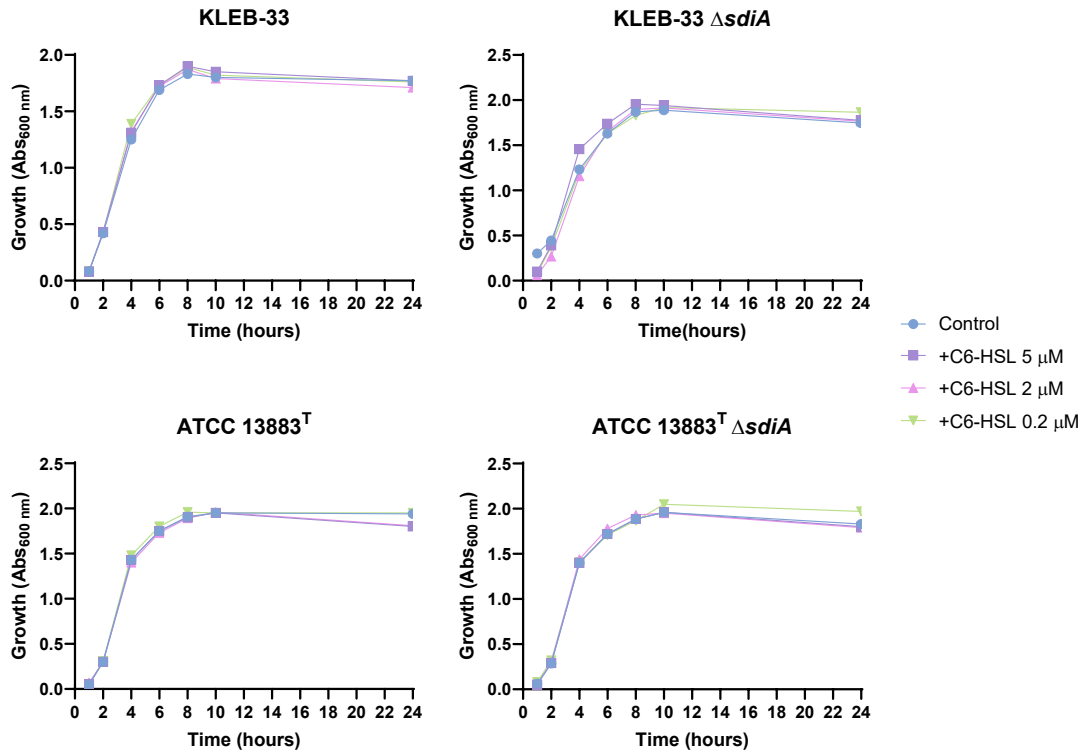 KLEB-33
Growth (Abs600 nm)
2.0
1.5
1.0
0.5
0.0
0 2 4 6 8 10 12 14 16 18 20 22 24
Time (hours)
KLEB-33 ΔsdiA
Growth (Abs600 nm)
2.5
2.0
1.5
1.0
0.5
0.0
0 2 4 6 8 10 12 14 16 18 20 22 24
Time(hours)
Control
+C6-HSL 5 μM
+C6-HSL 2 μM
+C6-HSL 0.2 μM
ATCC 13883T
Growth (Abs600 nm)
2.5
2.0
1.5
1.0
0.5
0.0
0 2 4 6 8 10 12 14 16 18 20 22 24
Time (hours)
ATCC 13883T ΔsdiA
Growth (Abs600 nm)
2.5
2.0
1.5
1.0
0.5
0.0
0 2 4 6 8 10 12 14 16 18 20 22 24
Time (hours)